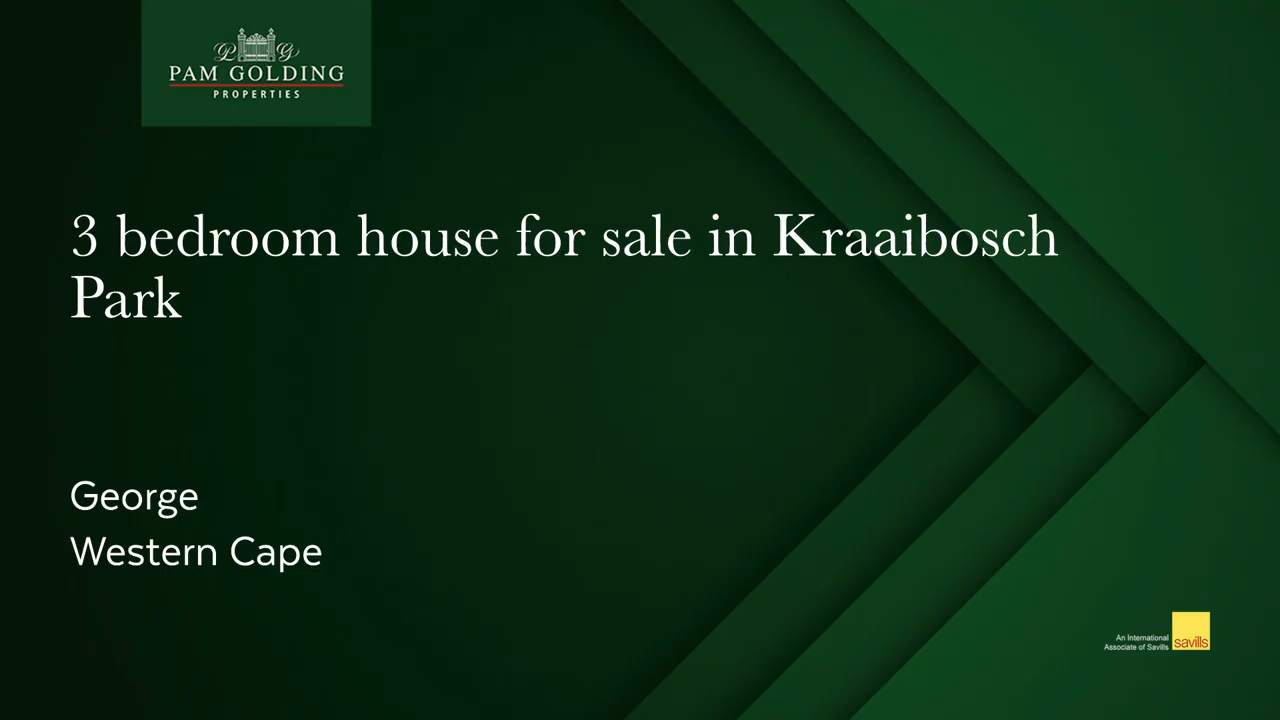 PG
PAM GOLDING
PROPERTIES
3 bedroom house for sale in Kraaibosch
Park
George
Western Cape
An International
Associate of Savills
savills